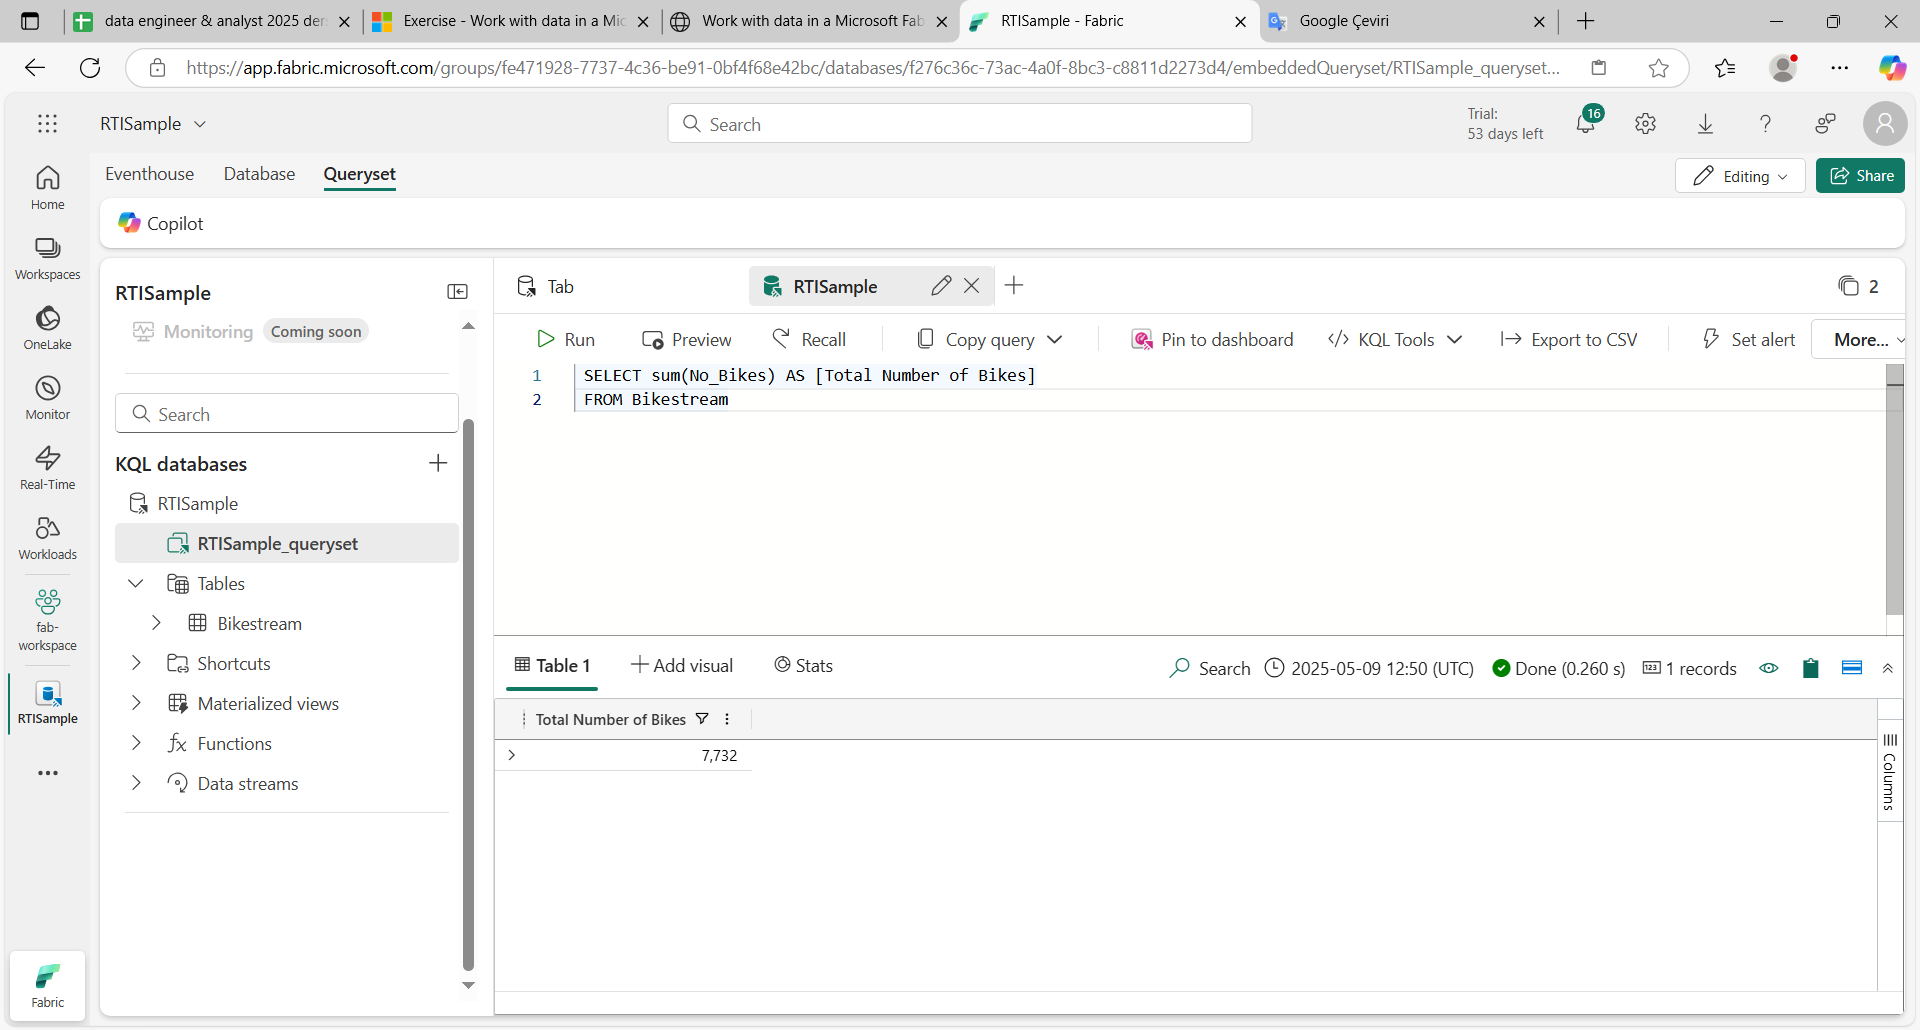 data engineer & analyst 2025 der
Exercise - Work with data in a Mic
Work with data in a Microsoft Fab
RTISample - Fabric
Google Çeviri
https://app.fabric.microsoft.com/groups/fe471928-7737-4c36-be91-0bf4f68e42bc/databases/f276c36c-73ac-4a0f-8bc3-c8811d2273d4/embeddedQueryset/RTISample_queryset...
RTISample
Search
Trial:
53 days left
16
Home
Workspaces
OneLake
Monitor
Real-Time
Workloads
fab-
workspace
RTISample
Fabric
Eventhouse
Database
Queryset
Editing
Share
Copilot
RTISample
Monitoring
Coming soon
Search
KQL databases
RTISample
RTISample_queryset
Tables
Bikestream
Shortcuts
Materialized views
Functions
Data streams
Tab
RTISample
2
Run
Preview
Recall
Copy query
Pin to dashboard
KQL Tools
Export to CSV
Set alert
More...
1 SELECT sum(No_Bikes) AS [Total Number of Bikes]
2 FROM Bikestream
Table 1
Add visual
Stats
Search
2025-05-09 12:50 (UTC)
Done (0.260 s)
1 records
Total Number of Bikes
7,732
Columns